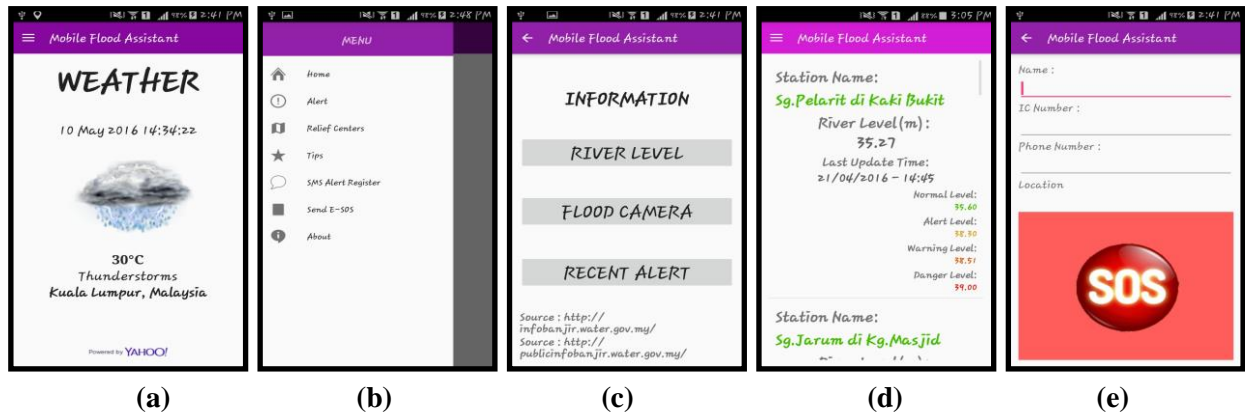 2:41 PM
Mobile Flood Assistant
WEATHER
10 May 2016 14:34:22
30°C
Thunderstorms
Kuala Lumpur, Malaysia
Powered by YAHOO!
(a)
2:48 PM
MENU
Home
Alert
Relief Centers
Tips
SMS Alert Register
Send E-SOS
About
(b)
2:41 PM
Mobile Flood Assistant
INFORMATION
RIVER LEVEL
FLOOD CAMERA
RECENT ALERT
Source : http://
infobanjir.water.gov.my/
Source : http://
publicinfobanjir.water.gov.my/
(c)
3:05 PM
Mobile Flood Assistant
Station Name:
Sg.Pelarit di Kaki Bukit
River Level(m):
35.27
Last Update Time:
21/04/2016 - 14:45
Normal Level:
35.60
Alert Level:
38.30
Warning Level:
38.51
Danger Level:
39.00
Station Name:
Sg.Jarum di Kg.Masjid
(d)
2:41 PM
Mobile Flood Assistant
Name :
IC Number :
Phone Number :
Location
SOS
(e)